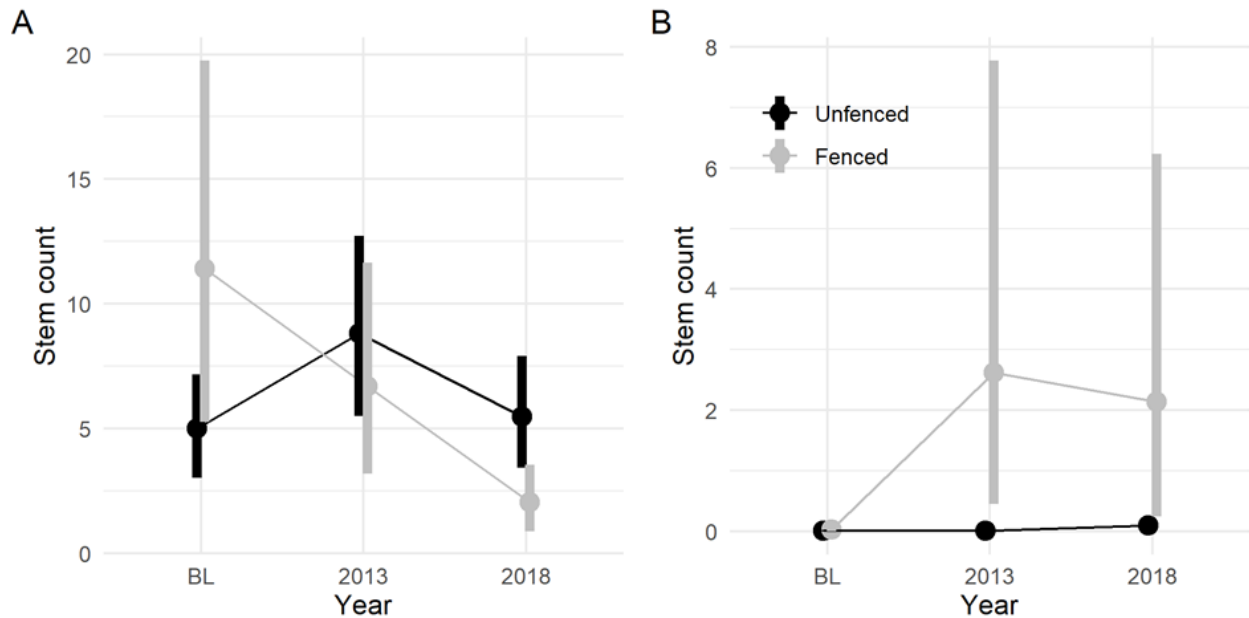 A
20
15
10
5
0
Stem count
BL 2013 2018
Year
B
8
6
4
2
0
Stem count
Unfenced
Fenced
BL 2013 2018
Year